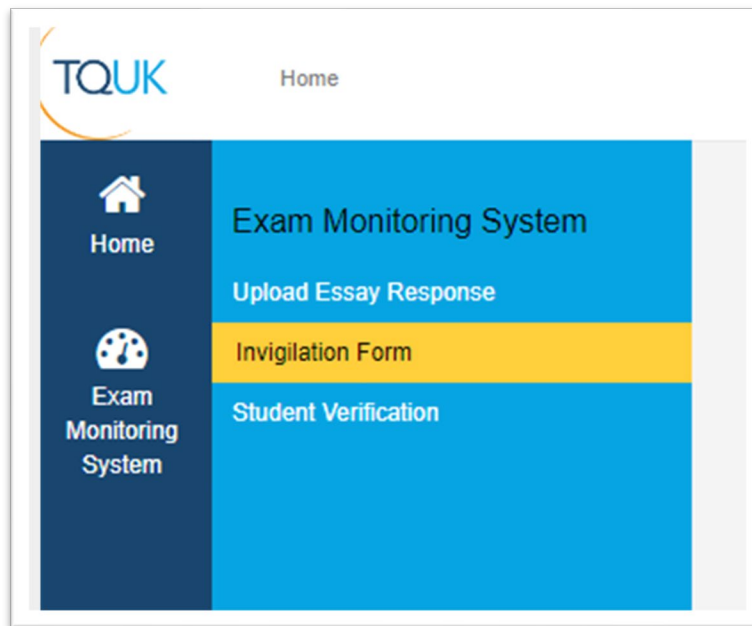 TQUK
Home
Home
Exam
Monitoring
System
Exam Monitoring System
Upload Essay Response
Invigilation Form
Student Verification